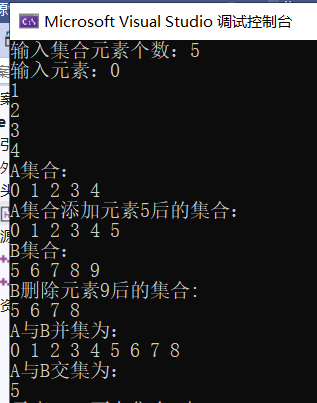 Microsoft Visual Studio 调试控制台
输入集合元素个数：5
输入元素：0
1
2
3
4
A集合：
0 1 2 3 4
A集合添加元素5后的集合：
0 1 2 3 4 5
B集合：
5 6 7 8 9
B删除元素9后的集合：
5 6 7 8
A与B并集为：
0 1 2 3 4 5 6 7 8
A与B交集为：
5